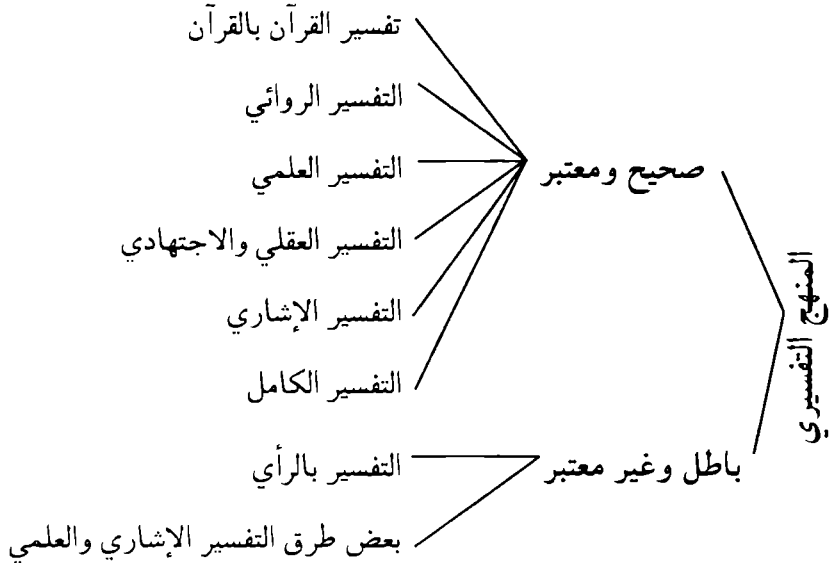 المنهج التفسيري
صحيح ومعتبر
تفسير القرآن بالقرآن
التفسير الروائي
التفسير العلمي
التفسير العقلي والاجتهادي
التفسير الإشاري
التفسير الكامل
باطل وغير معتبر
التفسير بالرأي
بعض طرق التفسير الإشاري والعلمي